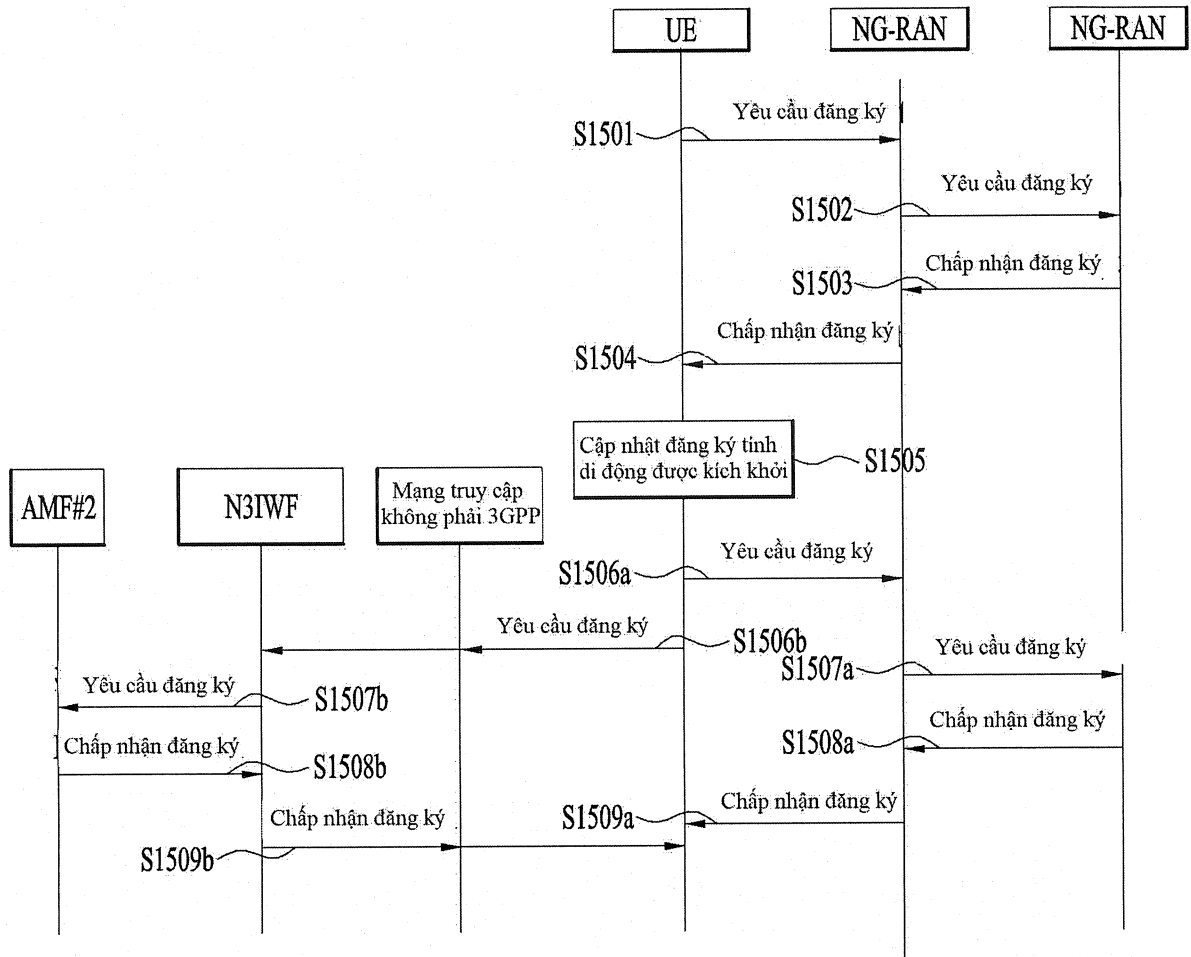 UE
NG-RAN
NG-RAN
Yêu cầu đăng ký
S1501
Yêu cầu đăng ký
S1502
Chấp nhận đăng ký
S1503
Chấp nhận đăng ký
S1504
Cập nhật đăng ký tính
di động được kích khởi
S1505
AMF#2
N3IWF
Mạng truy cập
không phải 3GPP
Yêu cầu đăng ký
S1506a
Yêu cầu đăng ký
S1506b
Yêu cầu đăng ký
S1507a
Yêu cầu đăng ký
S1507b
Chấp nhận đăng ký
S1508a
Chấp nhận đăng ký
S1508b
Chấp nhận đăng ký
S1509a
Chấp nhận đăng ký
S1509b